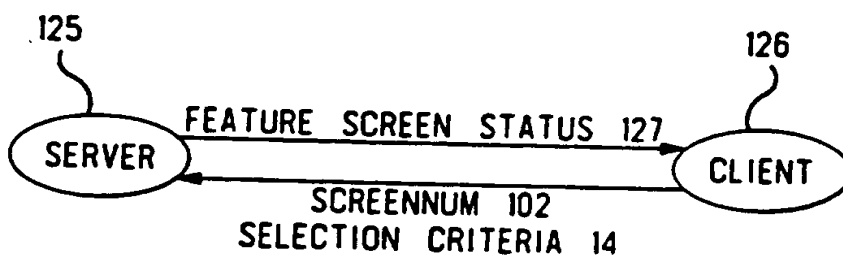 125
126
FEATURE SCREEN STATUS 127
SERVER
CLIENT
SCREENNUM 102
SELECTION CRITERIA 14